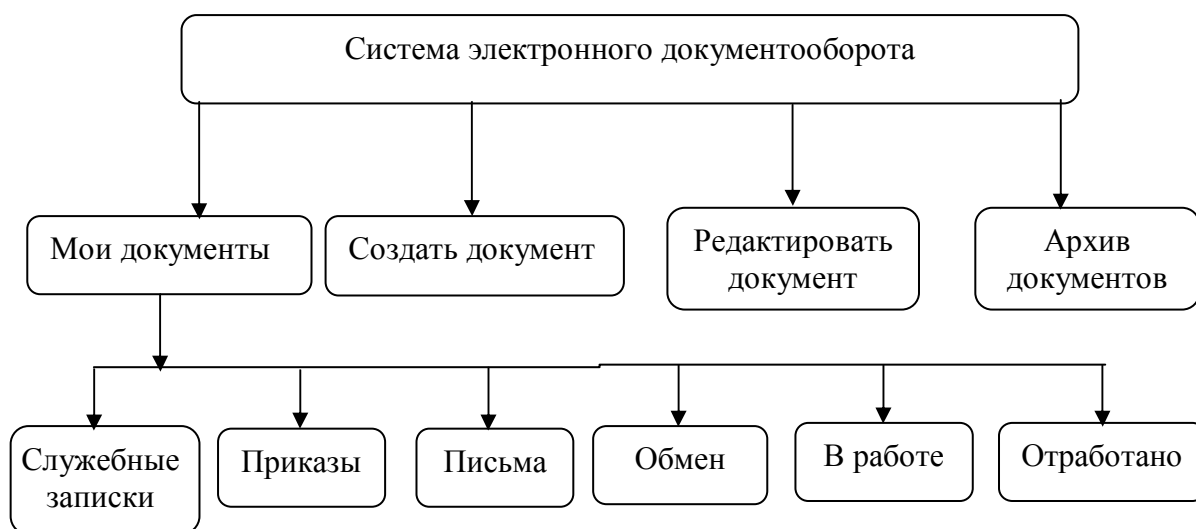 Система электронного документооборота
Мои документы
Создать документ
Редактировать
документ
Архив
документов
Служебные
записки
Приказы
Письма
Обмен
В работе
Отработано